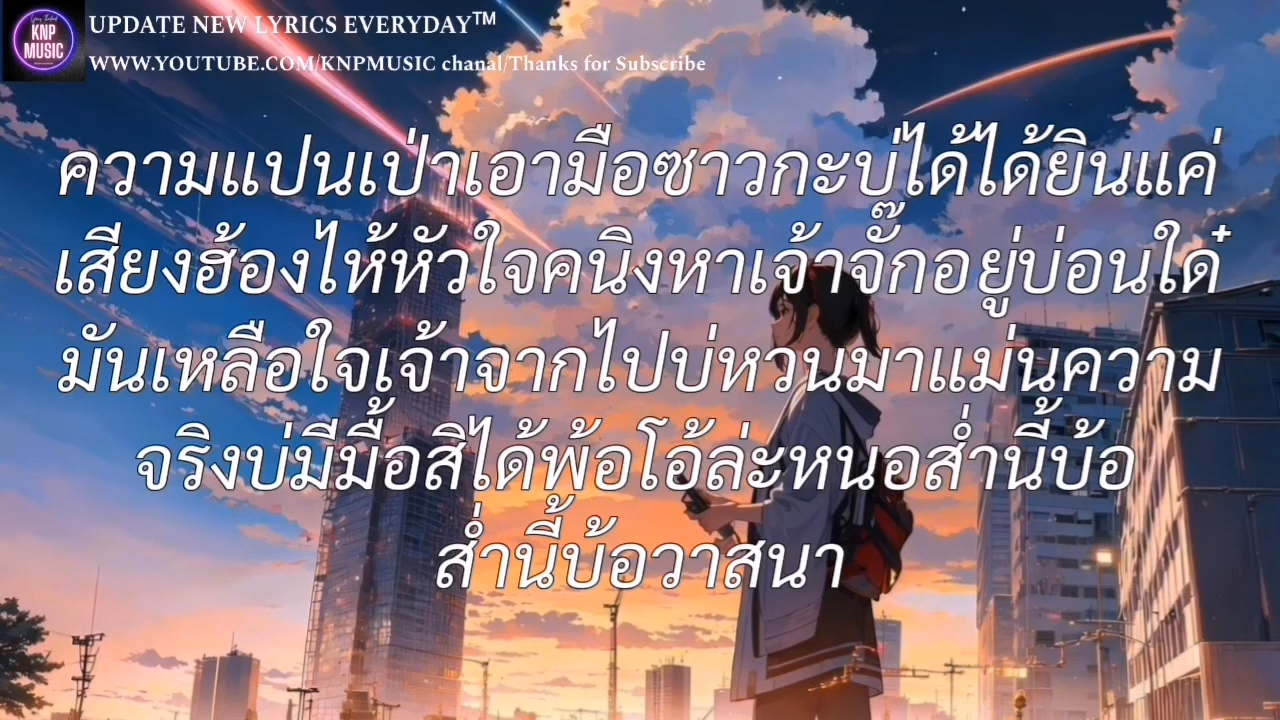 KNP
MUSIC
UPDATE NEW LYRICS EVERYDAY™
WWW.YOUTUBE.COM/KNPMUSIC chanal/Thanks for Subscribe
ความแปนเป่าเอามือซาวกะบุ่ได้ได้ยินแค่
เสียงฮ้องไห้หัวใจคนิงหาเจ้าจั๊กอยู่บ่อนใด๋
มันเหลือใจเจ้าจากไปบ่หวนมาแม่นความ
จริงบ่มีมื้อสิได้พ้อโอ้ล่ะหนอส่ำนี้บ้อ
ส่ำนี้บ้อวาสนา